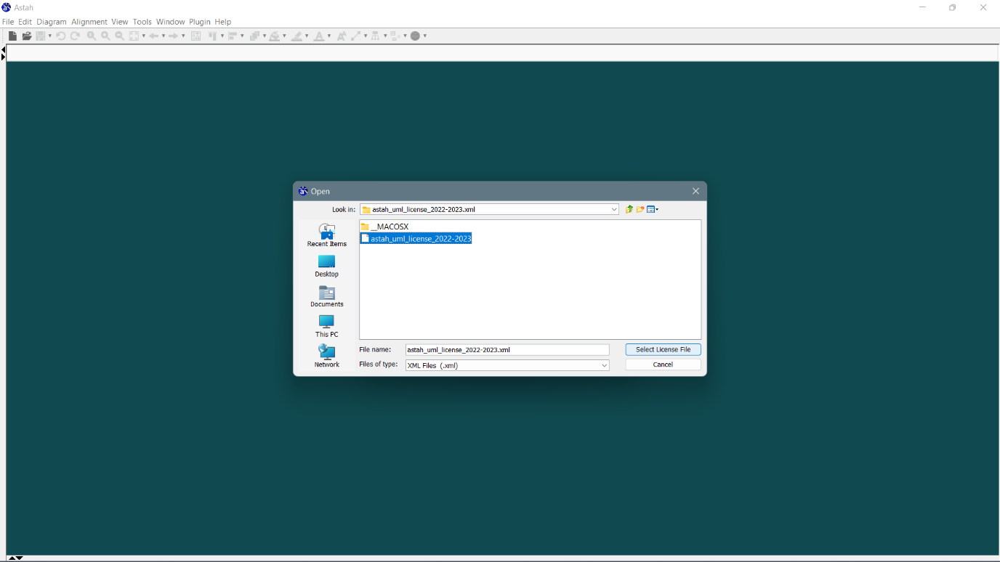 Astah
File Edit Diagram Alignment View Tools Window Plugin Help
Open
Look in: astah_uml_license_2022-2023.xml
__MACOSX
astah_uml_license_2022-2023
Recent Items
Desktop
Documents
This PC
Network
File name: astah_uml_license_2022-2023.xml Select License File
Files of type: XML Files (.xml) Cancel